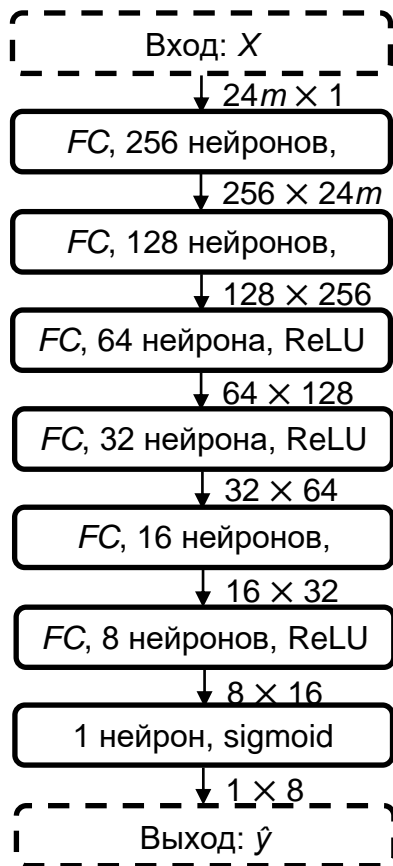 Вход: X
24m × 1
FC, 256 нейронов,
256 × 24m
FC, 128 нейронов,
128 × 256
FC, 64 нейрона, ReLU
64 × 128
FC, 32 нейрона, ReLU
32 × 64
FC, 16 нейронов,
16 × 32
FC, 8 нейронов, ReLU
8 × 16
1 нейрон, sigmoid
1 × 8
Выход: ŷ